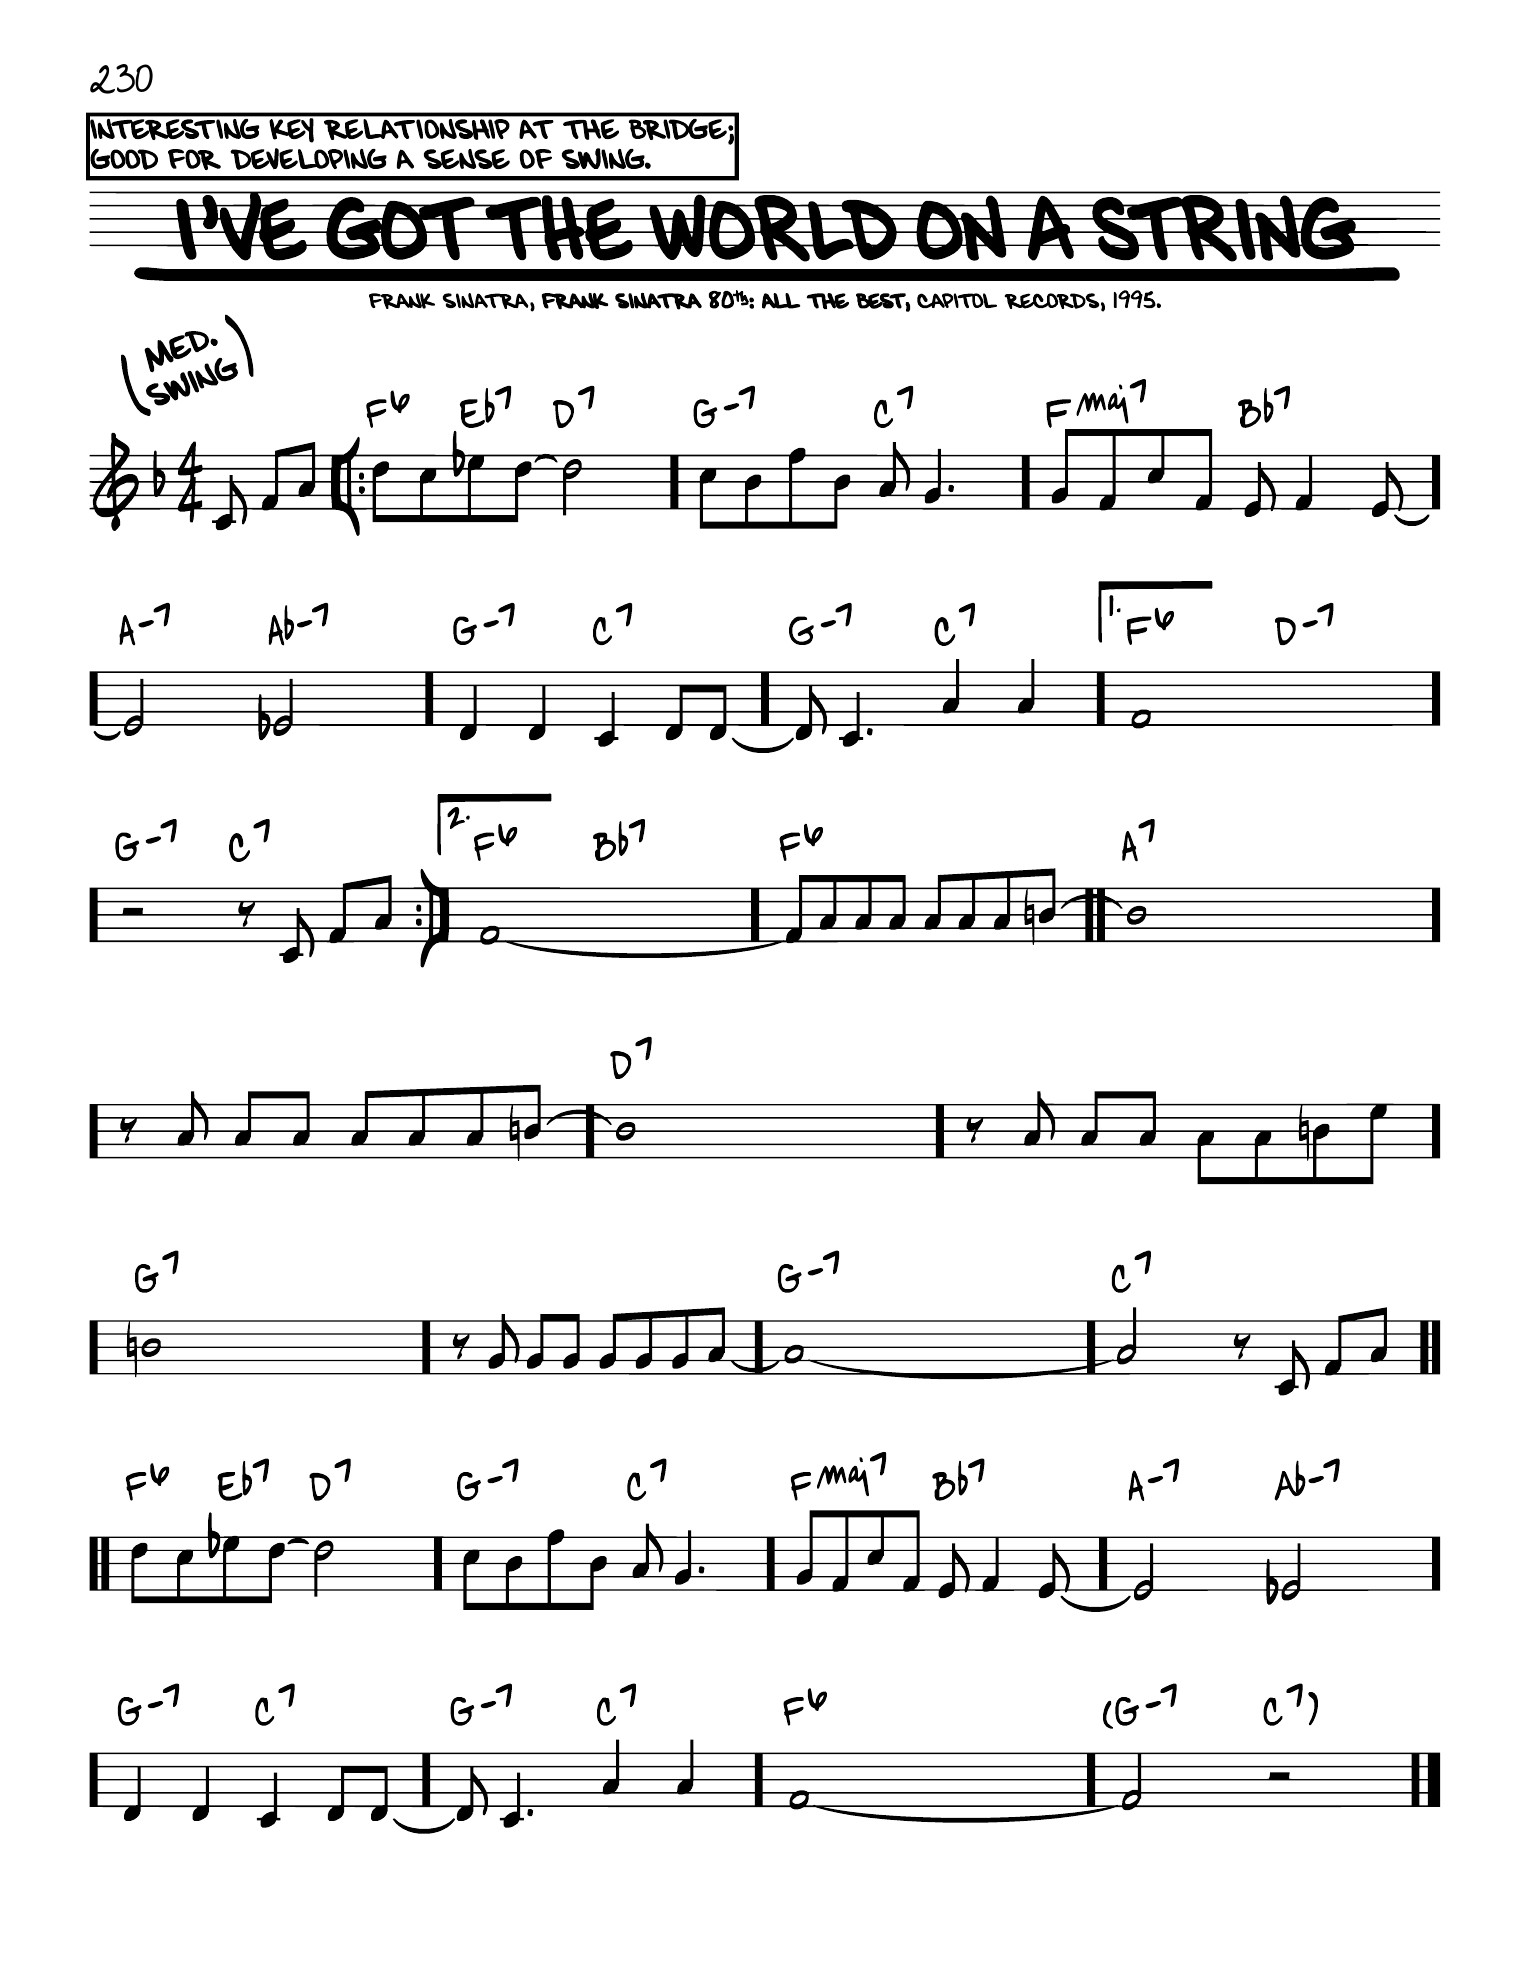 230
INTERESTING KEY RELATIONSHIP AT THE BRIDGE;
GOOD FOR DEVELOPING A SENSE OF SWING.
I'VE GOT THE WORLD ON A STRING
FRANK SINATRA, FRANK SINATRA 80th: ALL THE BEST, CAPITOL RECORDS, 1995.
(MED.
SWING)
F6 Eb7 D7 G-7 C7 Fmaj7 Bb7
4
4
A-7 Ab-7 G-7 C7 G-7 C7 1. F6 D-7
G-7 C7 2. F6 Bb7 F6 A7
D7
G7 G-7 C7
F6 Eb7 D7 G-7 C7 Fmaj7 Bb7 A-7 Ab-7
G-7 C7 G-7 C7 F6 (G-7 C7)